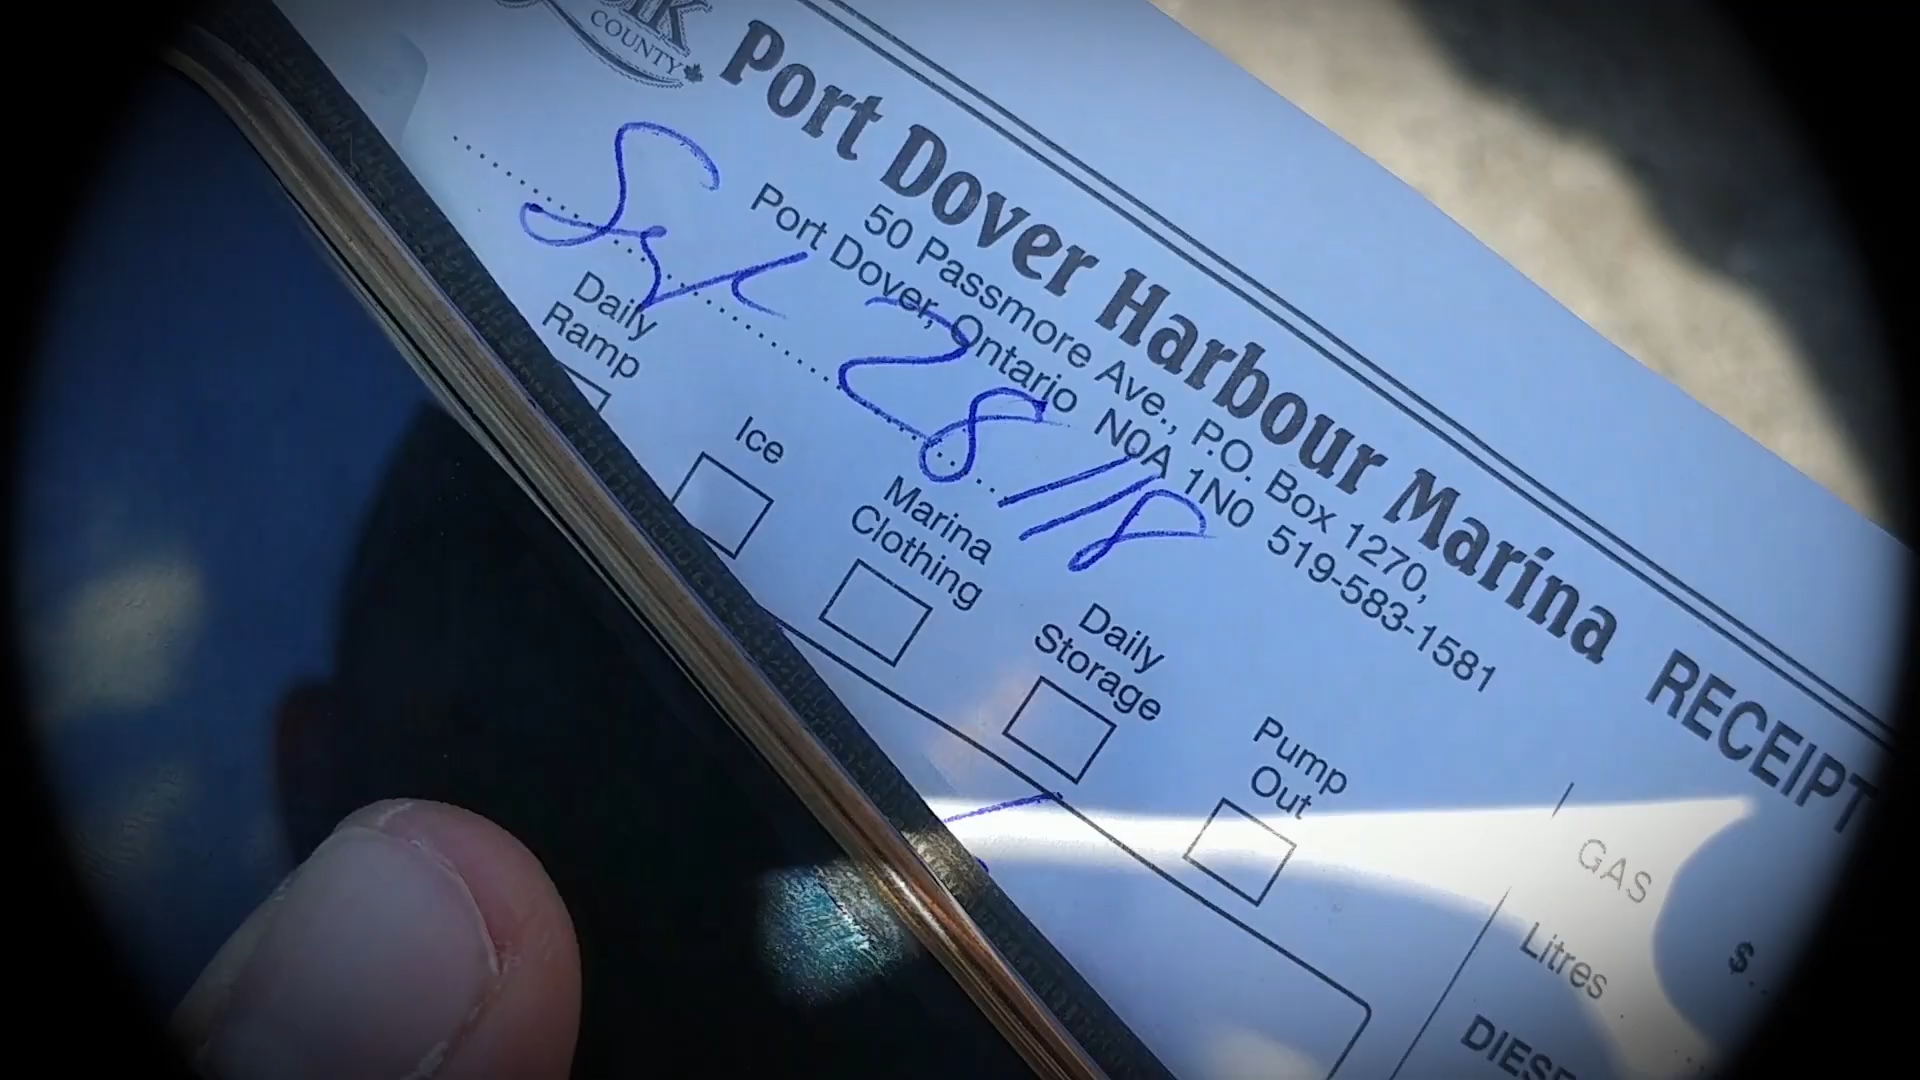 COUNTY
Port Dover Harbour Marina
50 Passmore Ave., P.O. Box 1270,
Port Dover, Ontario N0A 1N0 519-583-1581
RECEIPT
Sept 28/18
Daily
Ramp
Ice
Marina
Clothing
Daily
Storage
Pump
Out
GAS
Litres
$